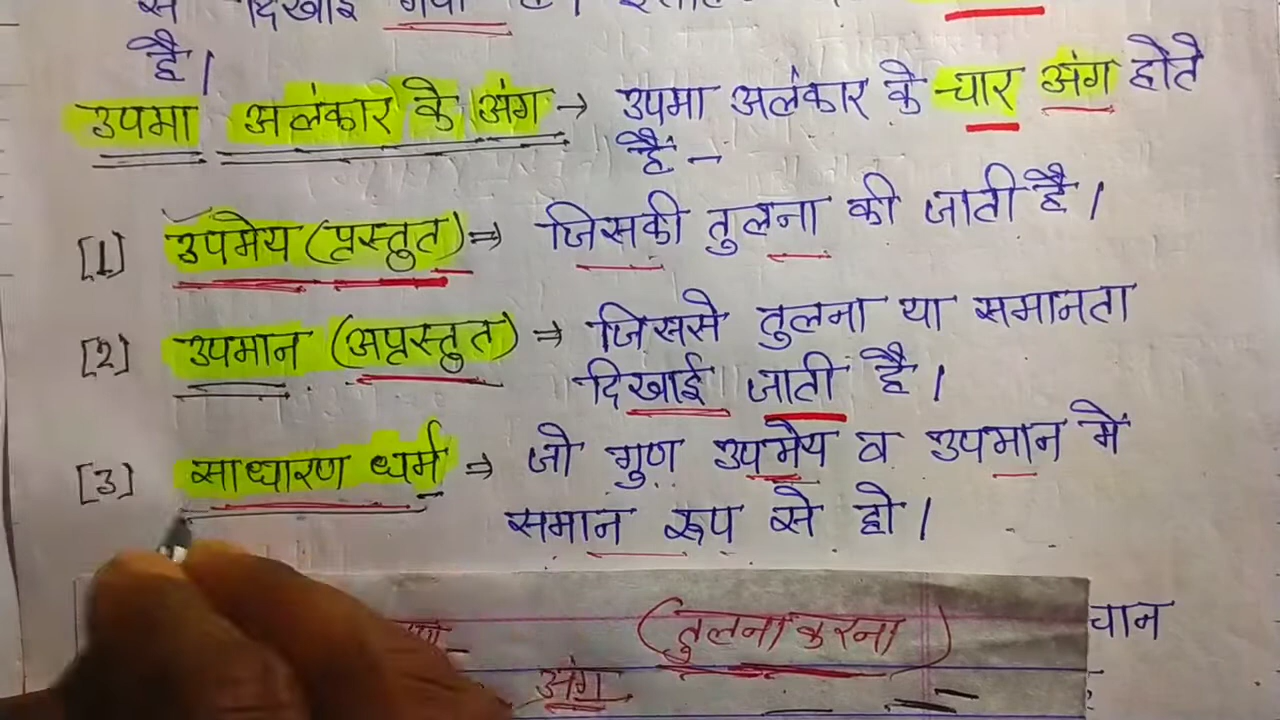 से दिखाई गया
है।
उपमा अलंकार के अंग → उपमा अलंकार के चार अंग होते
हैं -
[1] उपमेय (प्रस्तुत) ⇒ जिसकी तुलना की जाती है।
[2] उपमान (अप्रस्तुत) ⇒ जिससे तुलना या समानता
दिखाई जाती है।
[3] साधारण धर्म ⇒ जो गुण उपमेय व उपमान में
समान रूप से हो।
(तुलना करना)
चान
अंग